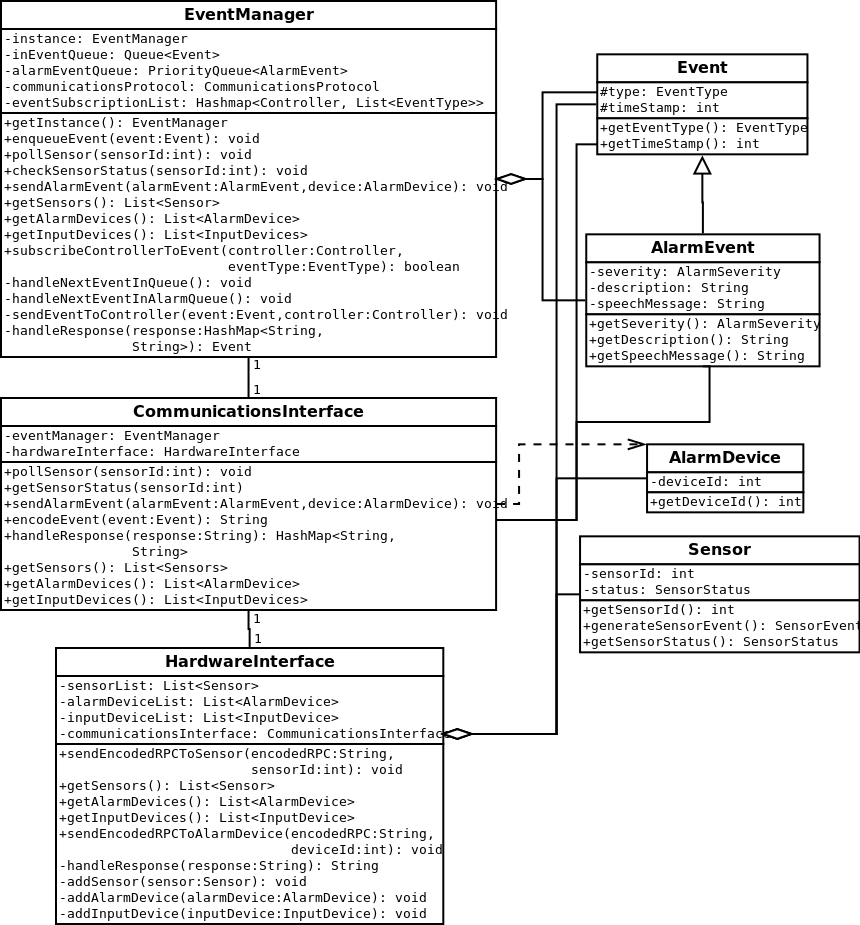 EventManager
-instance: EventManager
-inEventQueue: Queue<Event>
-alarmEventQueue: PriorityQueue<AlarmEvent>
-communicationsProtocol: CommunicationsProtocol
-eventSubscriptionList: Hashmap<Controller, List<EventType>>
+getInstance(): EventManager
+enqueueEvent(event:Event): void
+pollSensor(sensorId:int): void
+checkSensorStatus(sensorId:int): void
+sendAlarmEvent(alarmEvent:AlarmEvent,device:AlarmDevice): void
+getSensors(): List<Sensor>
+getAlarmDevices(): List<AlarmDevice>
+getInputDevices(): List<InputDevices>
+subscribeControllerToEvent(controller:Controller,
eventType:EventType): boolean
-handleNextEventInQueue(): void
-handleNextEventInAlarmQueue(): void
-sendEventToController(event:Event,controller:Controller): void
-handleResponse(response:HashMap<String,
String>): Event
1
1
CommunicationsInterface
-eventManager: EventManager
-hardwareInterface: HardwareInterface
+pollSensor(sensorId:int): void
+getSensorStatus(sensorId:int)
+sendAlarmEvent(alarmEvent:AlarmEvent,device:AlarmDevice): void
+encodeEvent(event:Event): String
+handleResponse(response:String): HashMap<String,
String>
+getSensors(): List<Sensors>
+getAlarmDevices(): List<AlarmDevice>
+getInputDevices(): List<InputDevices>
1
1
HardwareInterface
-sensorList: List<Sensor>
-alarmDeviceList: List<AlarmDevice>
-inputDeviceList: List<InputDevice>
-communicationsInterface: CommunicationsInterface
+sendEncodedRPCToSensor(encodedRPC:String,
sensorId:int): void
+getSensors(): List<Sensor>
+getAlarmDevices(): List<AlarmDevice>
+getInputDevices(): List<InputDevice>
+sendEncodedRPCToAlarmDevice(encodedRPC:String,
deviceId:int): void
-handleResponse(response:String): String
-addSensor(sensor:Sensor): void
-addAlarmDevice(alarmDevice:AlarmDevice): void
-addInputDevice(inputDevice:InputDevice): void
Event
#type: EventType
#timeStamp: int
+getEventType(): EventType
+getTimeStamp(): int
AlarmEvent
-severity: AlarmSeverity
-description: String
-speechMessage: String
+getSeverity(): AlarmSeverity
+getDescription(): String
+getSpeechMessage(): String
AlarmDevice
-deviceId: int
+getDeviceId(): int
Sensor
-sensorId: int
-status: SensorStatus
+getSensorId(): int
+generateSensorEvent(): SensorEvent
+getSensorStatus(): SensorStatus